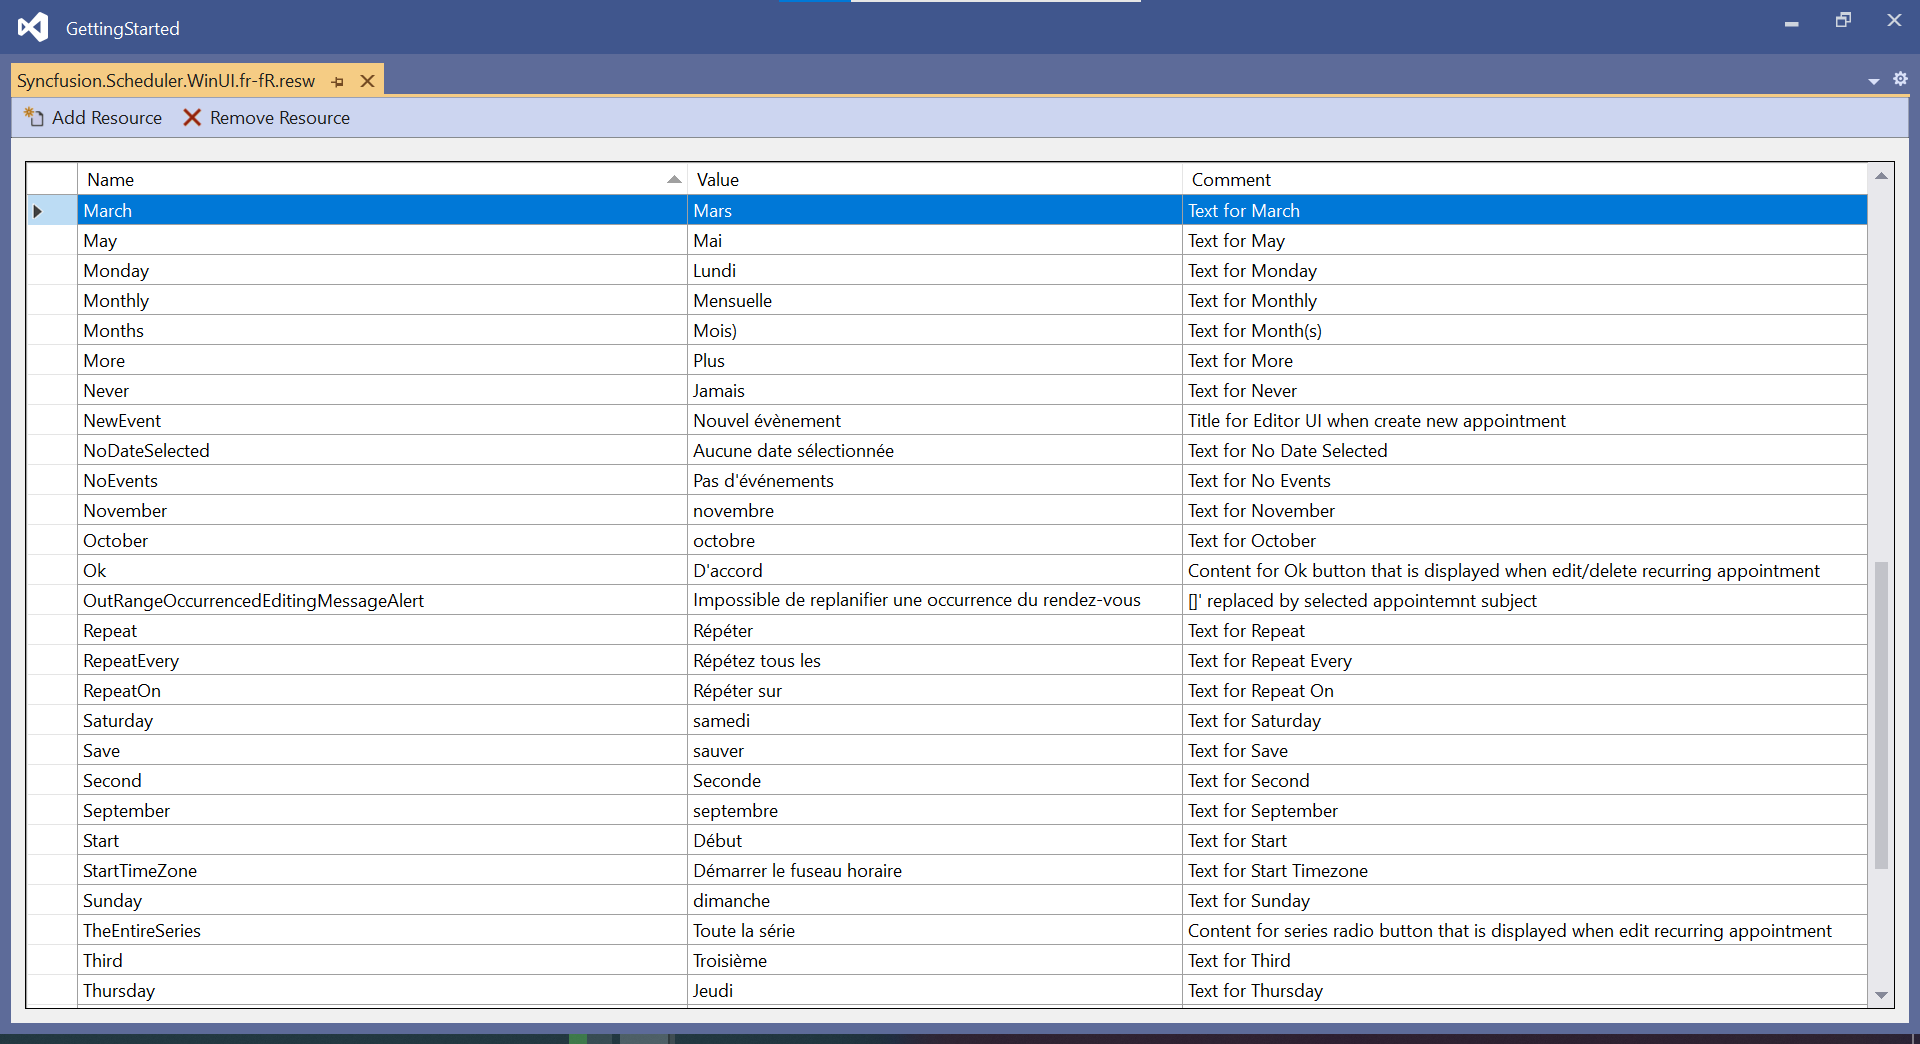 GettingStarted
Syncfusion.Scheduler.WinUI.fr-fR.resw
Add Resource Remove Resource
Name Value Comment
March Mars Text for March
May Mai Text for May
Monday Lundi Text for Monday
Monthly Mensuelle Text for Monthly
Months Mois) Text for Month(s)
More Plus Text for More
Never Jamais Text for Never
NewEvent Nouvel évènement Title for Editor UI when create new appointment
NoDateSelected Aucune date sélectionnée Text for No Date Selected
NoEvents Pas d'événements Text for No Events
November novembre Text for November
October octobre Text for October
Ok D'accord Content for Ok button that is displayed when edit/delete recurring appointment
OutRangeOccurrencedEditingMessageAlert Impossible de replanifier une occurrence du rendez-vous []' replaced by selected appointemnt subject
Repeat Répéter Text for Repeat
RepeatEvery Répétez tous les Text for Repeat Every
RepeatOn Répéter sur Text for Repeat On
Saturday samedi Text for Saturday
Save sauver Text for Save
Second Seconde Text for Second
September septembre Text for September
Start Début Text for Start
StartTimeZone Démarrer le fuseau horaire Text for Start Timezone
Sunday dimanche Text for Sunday
TheEntireSeries Toute la série Content for series radio button that is displayed when edit recurring appointment
Third Troisième Text for Third
Thursday Jeudi Text for Thursday